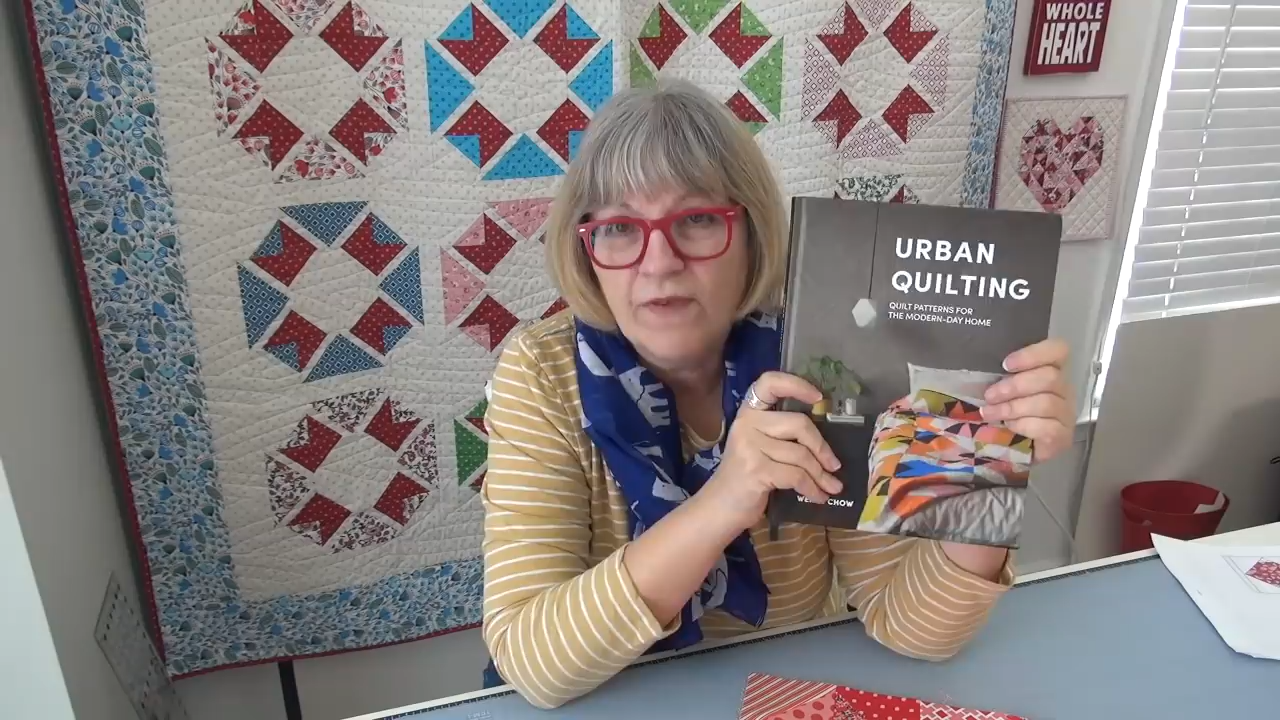 WHOLE
HEART
URBAN
QUILTING
QUILT PATTERNS FOR
THE MODERN-DAY HOME
CHOW